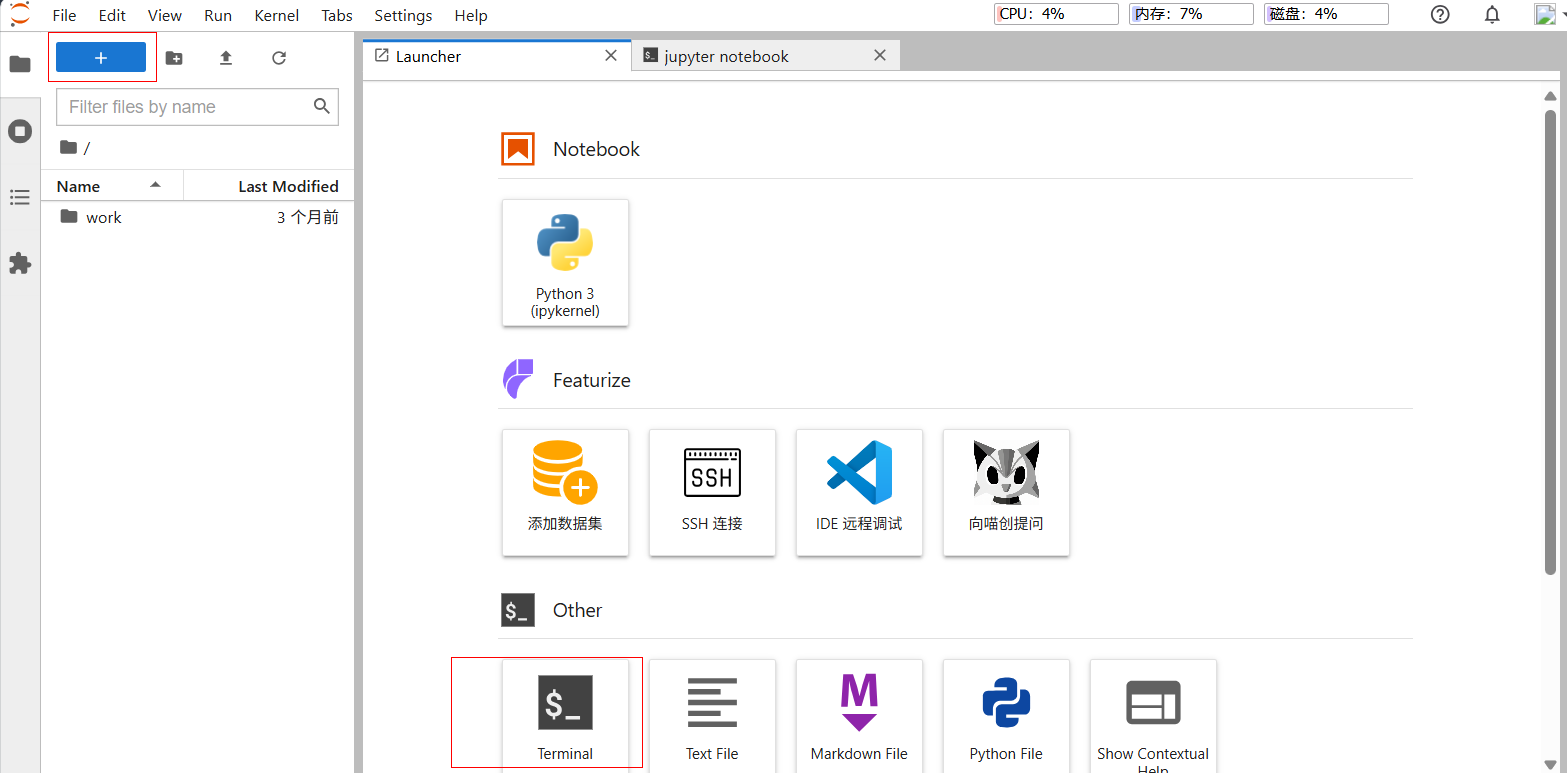 File Edit View Run Kernel Tabs Settings Help
CPU: 4% 内存: 7% 磁盘: 4%
Launcher
jupyter notebook
Filter files by name
/
Name Last Modified
work 3 个月前
Notebook
Python 3
(ipykernel)
Featurize
添加数据集 SSH 连接 IDE 远程调试 向喵创提问
SSH
Other
$_
Terminal Text File Markdown File Python File Show Contextual
Help